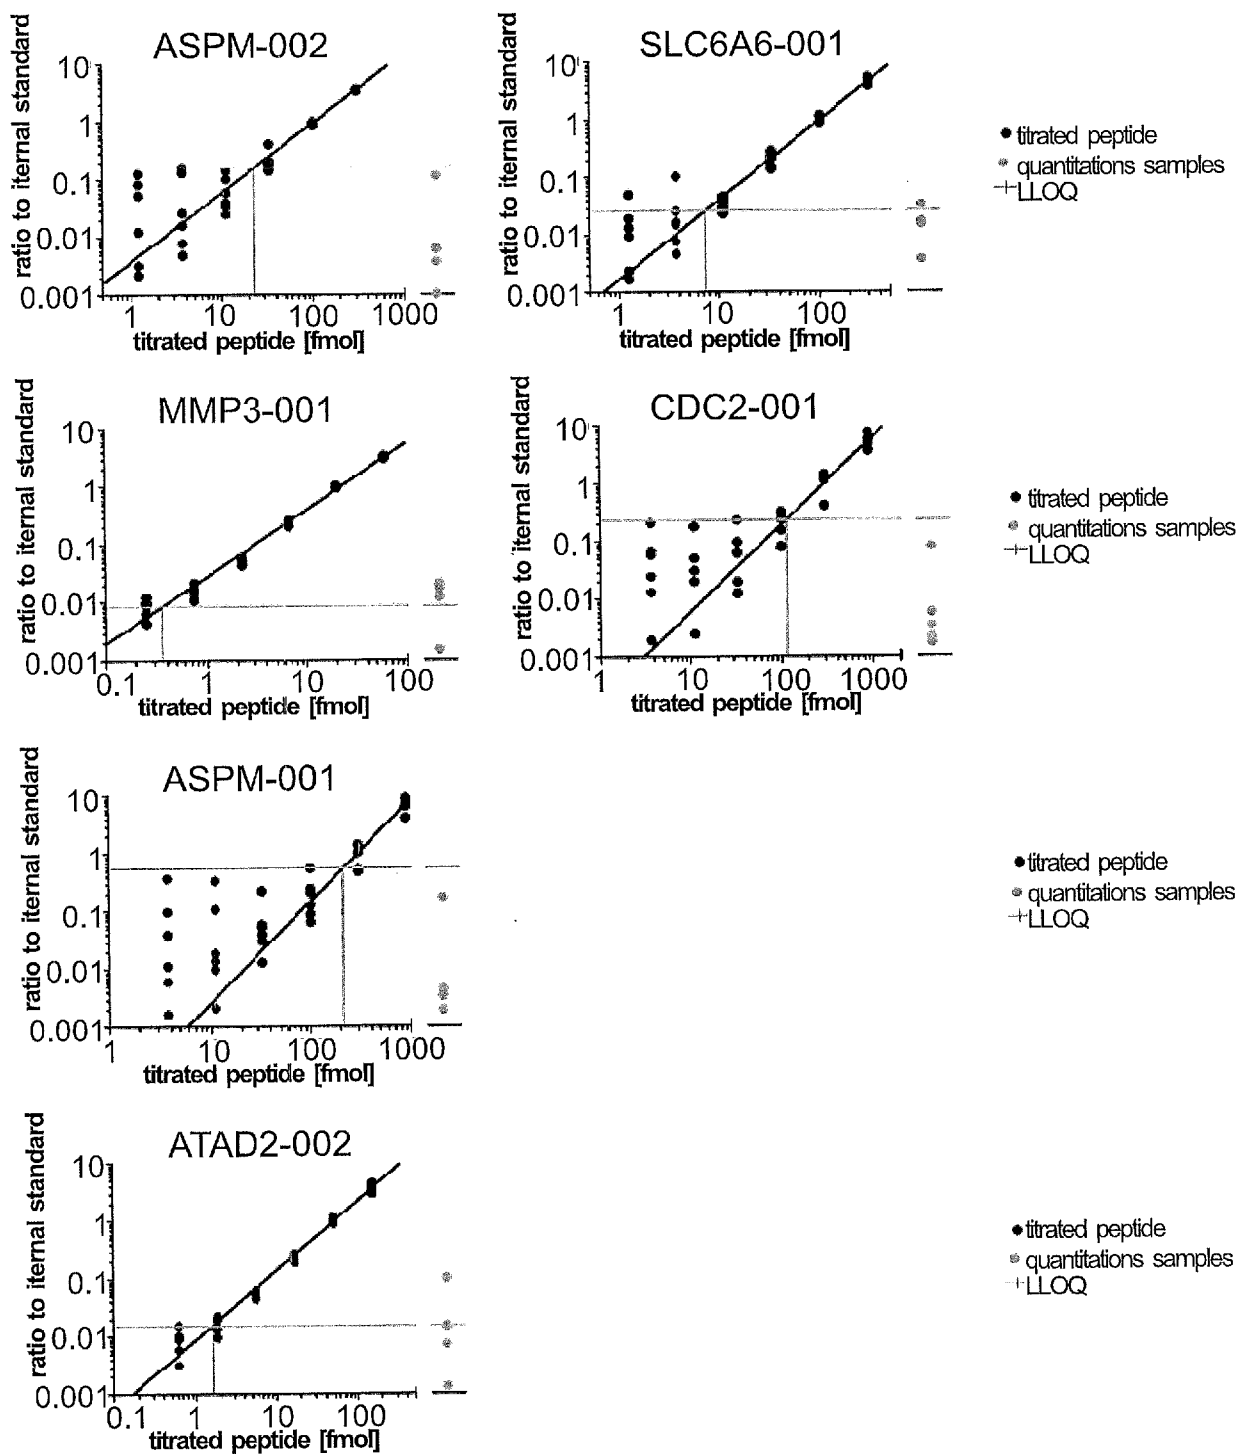 ASPM-002
ratio to iternal standard
10
1
0.1
0.01
0.001
1 10 100 1000
titrated peptide [fmol]
SLC6A6-001
ratio to iternal standard
10
1
0.1
0.01
0.001
1 10 100
titrated peptide [fmol]
titrated peptide
quantitations samples
LLOQ
MMP3-001
ratio to iternal standard
10
1
0.1
0.01
0.001
0.1 1 10 100
titrated peptide [fmol]
CDC2-001
ratio to iternal standard
10
1
0.1
0.01
0.001
1 10 100 1000
titrated peptide [fmol]
titrated peptide
quantitations samples
LLOQ
ASPM-001
ratio to iternal standard
10
1
0.1
0.01
0.001
1 10 100 1000
titrated peptide [fmol]
titrated peptide
quantitations samples
LLOQ
ATAD2-002
ratio to iternal standard
10
1
0.1
0.01
0.001
0.1 1 10 100
titrated peptide [fmol]
titrated peptide
quantitations samples
LLOQ